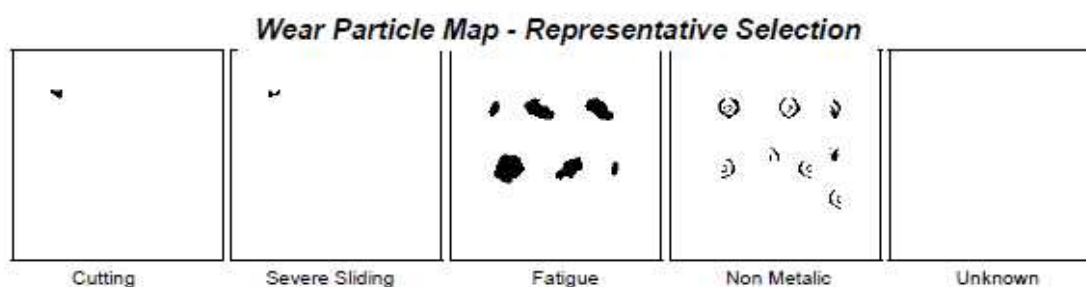 Wear Particle Map - Representative Selection
Cutting Severe Sliding Fatigue Non Metalic Unknown